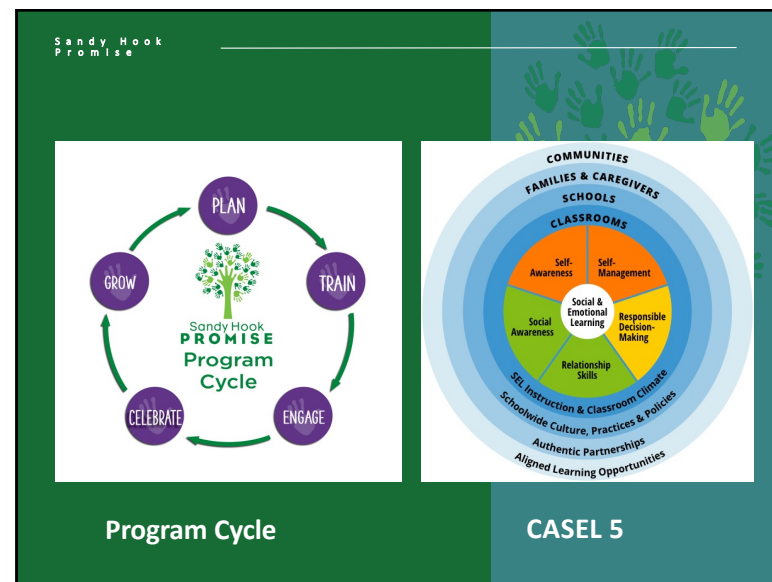 Sandy Hook
Promise
PLAN
TRAIN
ENGAGE
CELEBRATE
GROW
Sandy Hook
PROMISE
Program
Cycle
COMMUNITIES
FAMILIES & CAREGIVERS
SCHOOLS
CLASSROOMS
Self-
Awareness
Self-
Management
Social
Awareness
Social &
Emotional
Learning
Responsible
Decision-
Making
Relationship
Skills
SEL Instruction & Classroom Climate
Schoolwide Culture, Practices & Policies
Authentic Partnerships
Aligned Learning Opportunities
Program Cycle
CASEL 5